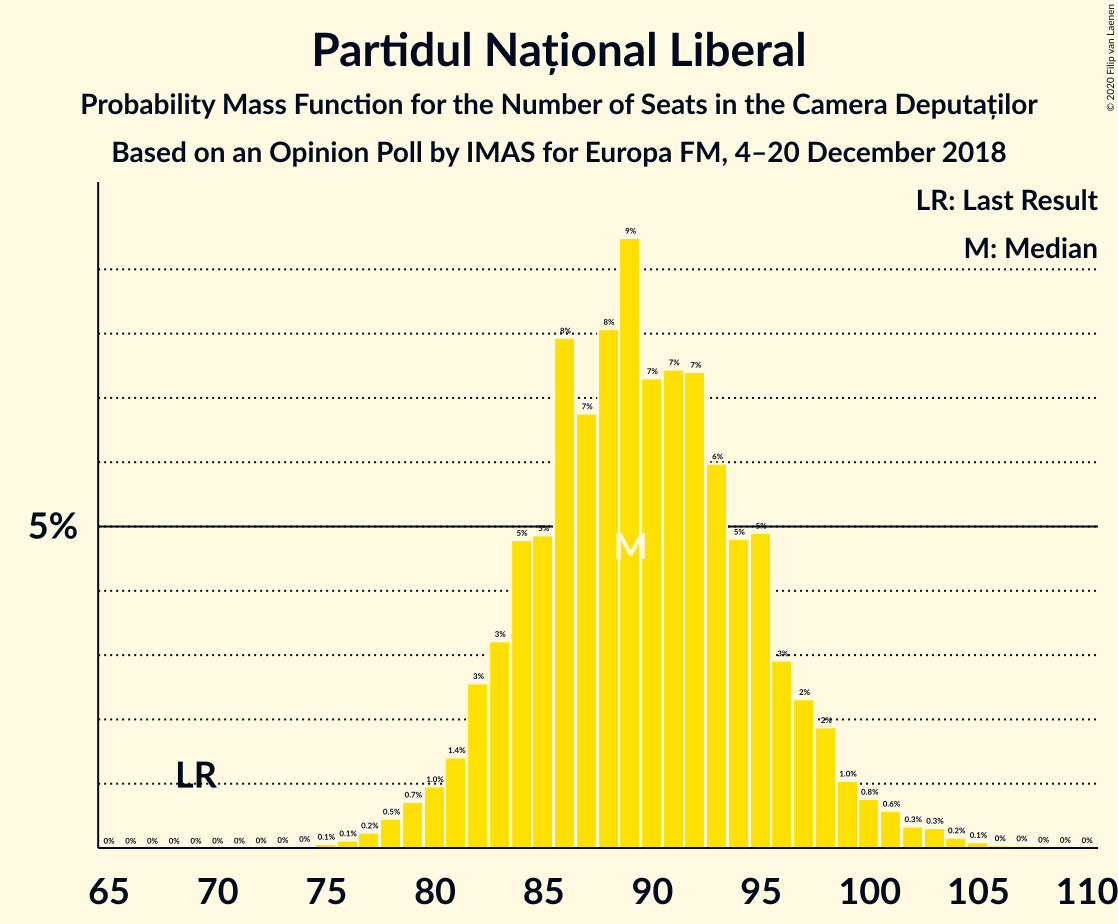 Partidul Național Liberal
Probability Mass Function for the Number of Seats in the Camera Deputaților
Based on an Opinion Poll by IMAS for Europa FM, 4–20 December 2018
© 2020 Filip van Laenen
LR: Last Result
M: Median
5%
LR
M
0% 0% 0% 0% 0% 0% 0% 0% 0% 0% 0.1% 0.1% 0.2% 0.5% 0.7% 1.0% 1.4% 3% 3% 5% 5% 8% 7% 8% 9% 7% 7% 7% 6% 5% 5% 3% 2% 2% 1.0% 0.8% 0.6% 0.3% 0.3% 0.2% 0.1% 0% 0% 0% 0% 0%
65 70 75 80 85 90 95 100 105 110